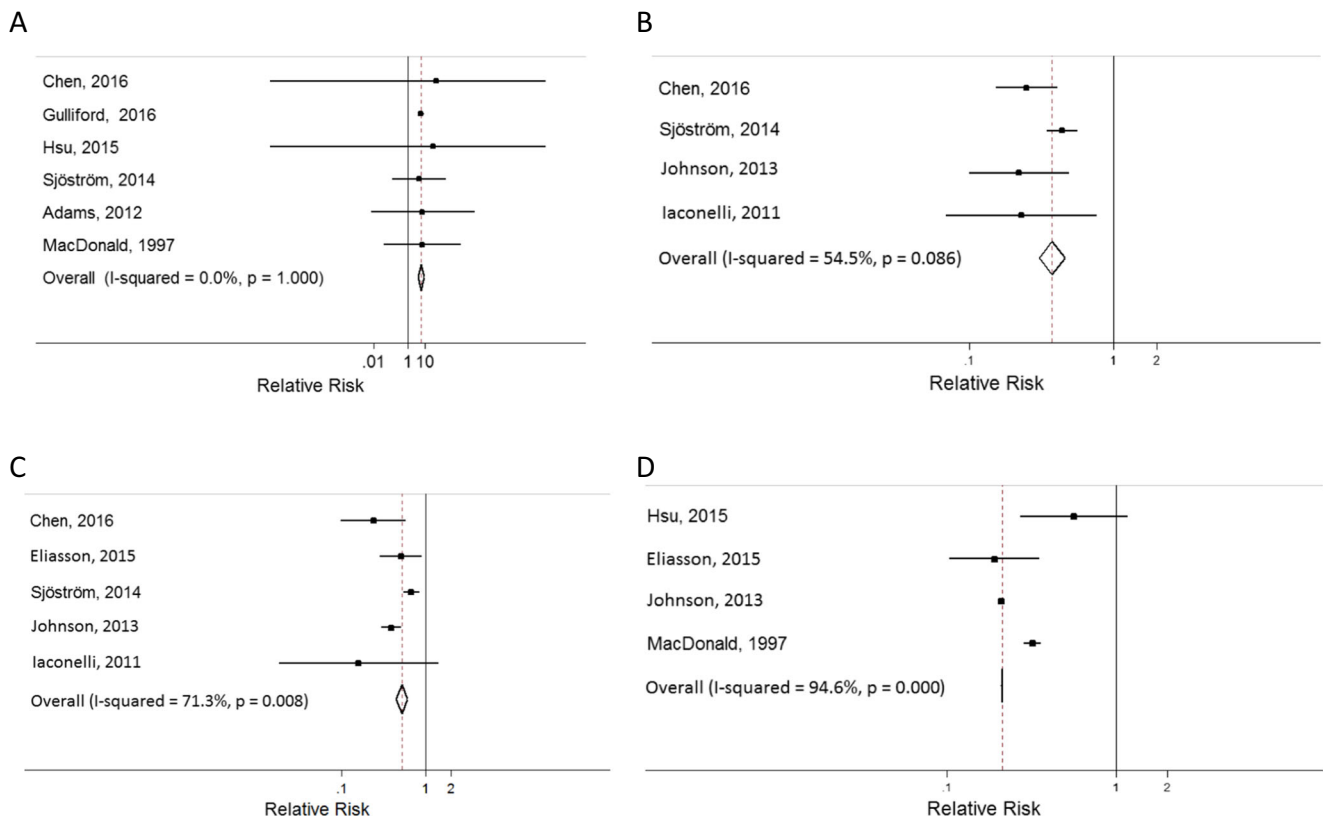 A
Chen, 2016
Gulliford, 2016
Hsu, 2015
Sjöström, 2014
Adams, 2012
MacDonald, 1997
Overall (I-squared = 0.0%, p = 1.000)
.01 1 10
Relative Risk
B
Chen, 2016
Sjöström, 2014
Johnson, 2013
Iaconelli, 2011
Overall (I-squared = 54.5%, p = 0.086)
.1 1 2
Relative Risk
C
Chen, 2016
Eliasson, 2015
Sjöström, 2014
Johnson, 2013
Iaconelli, 2011
Overall (I-squared = 71.3%, p = 0.008)
.1 1 2
Relative Risk
D
Hsu, 2015
Eliasson, 2015
Johnson, 2013
MacDonald, 1997
Overall (I-squared = 94.6%, p = 0.000)
.1 1 2
Relative Risk